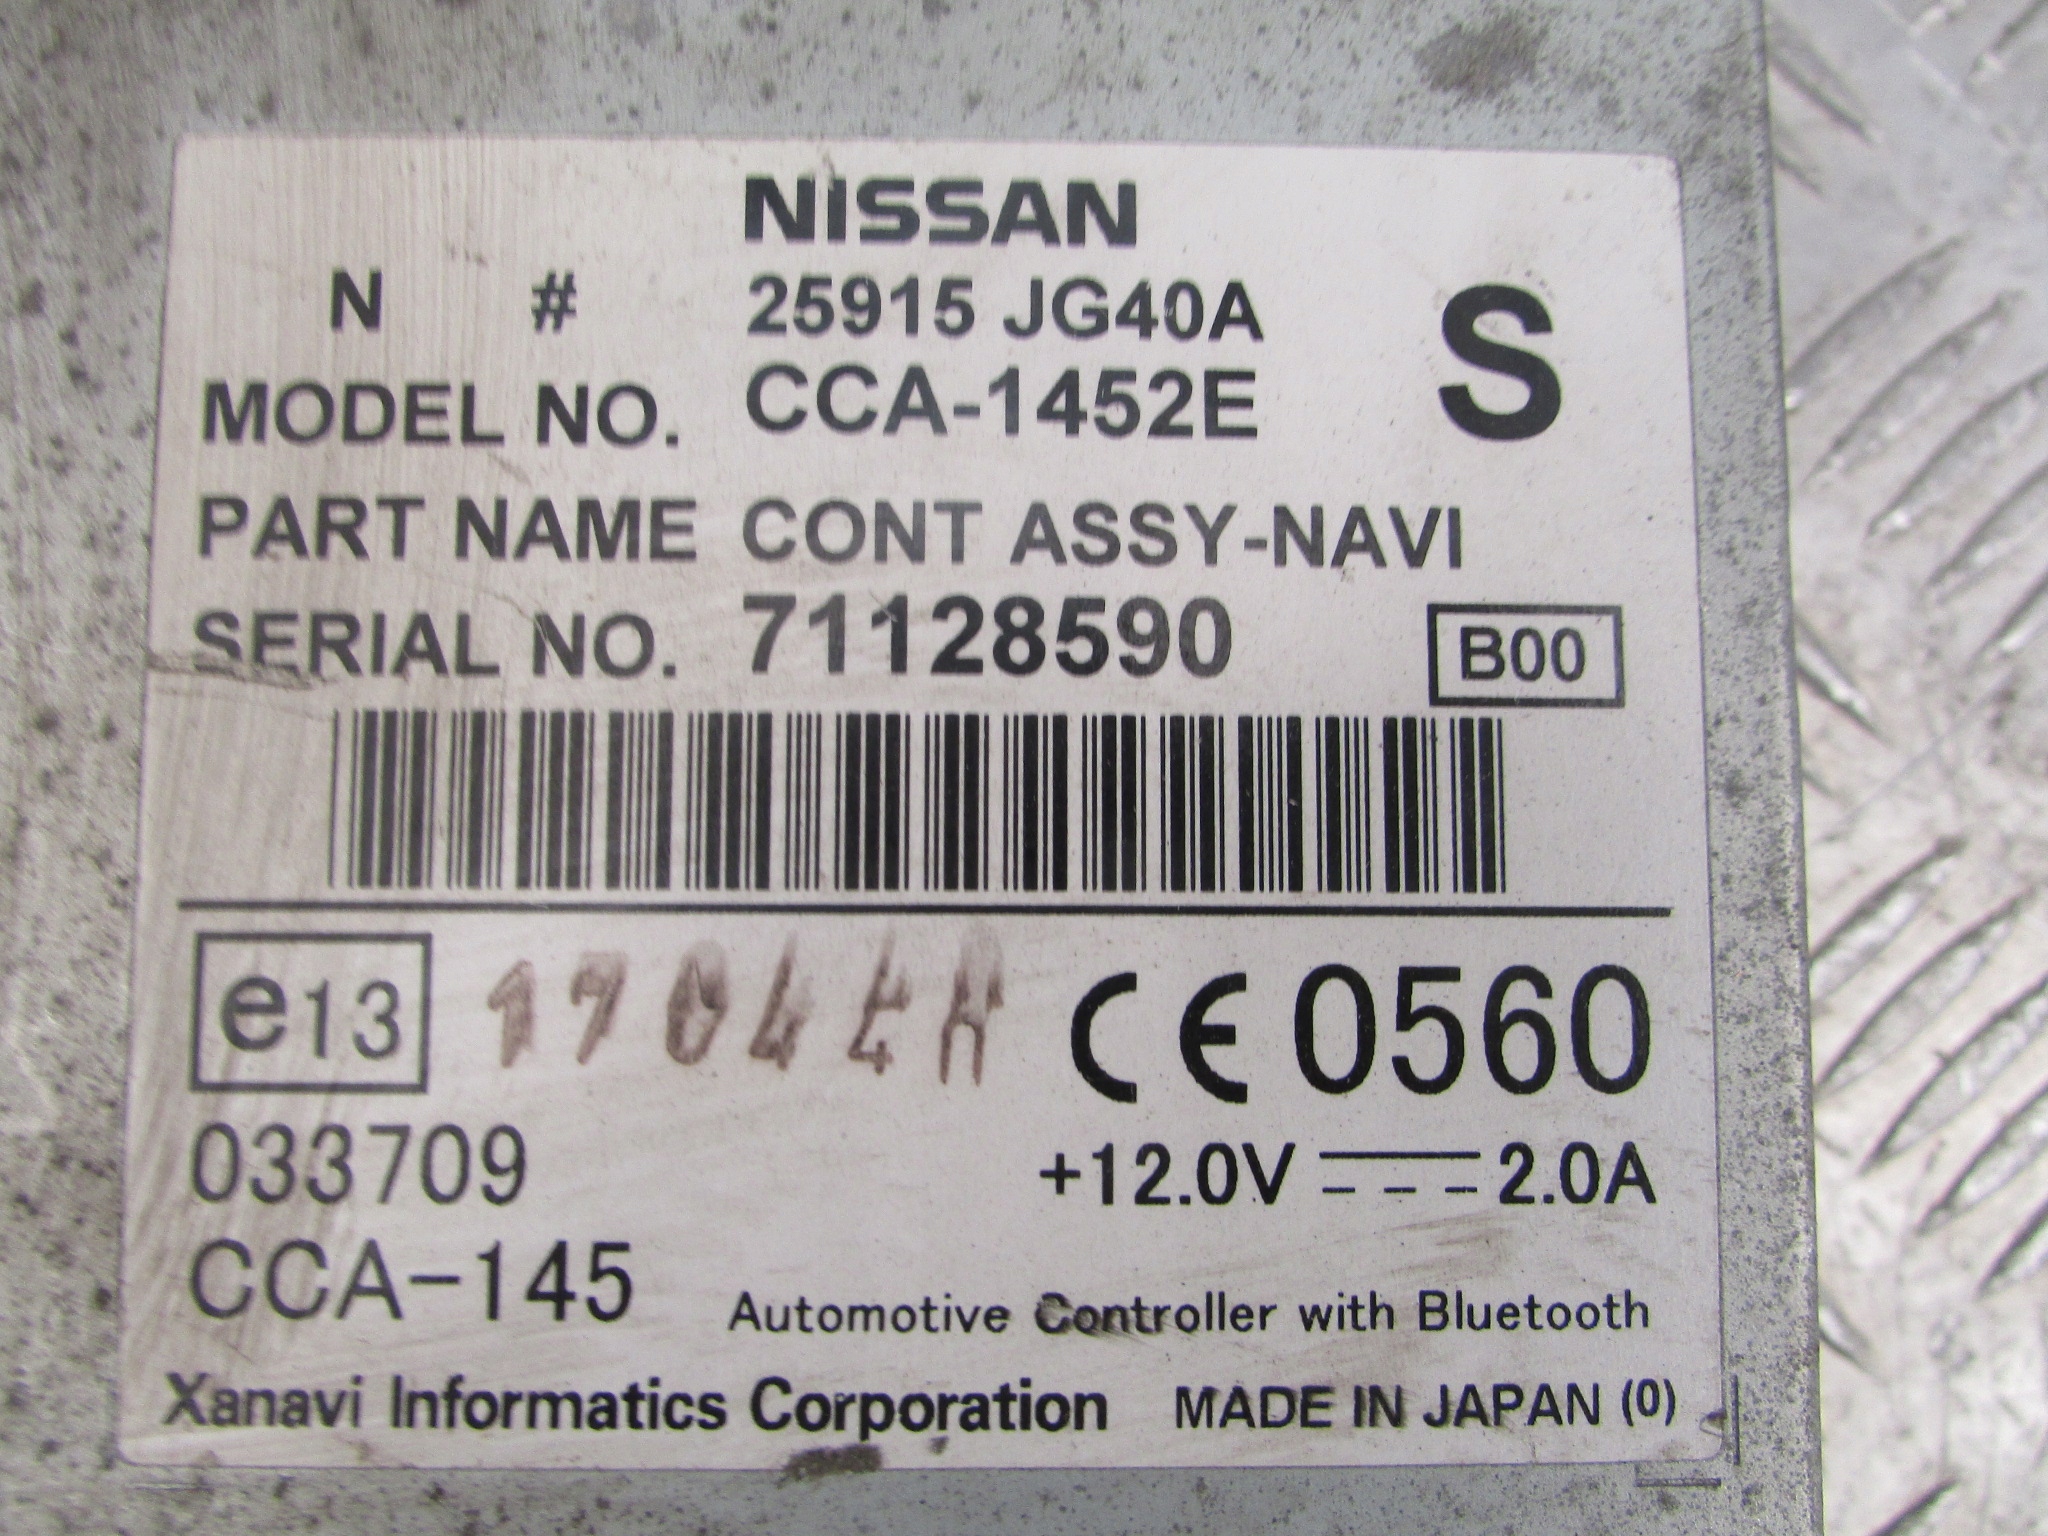 NISSAN
N # 25915 JG40A S
MODEL NO. CCA-1452E
PART NAME CONT ASSY-NAVI
SERIAL NO. 71128590 B00
e13 CE 0560
033709 +12.0V 2.0A
CCA-145 Automotive Controller with Bluetooth
Xanavi Informatics Corporation MADE IN JAPAN (0)